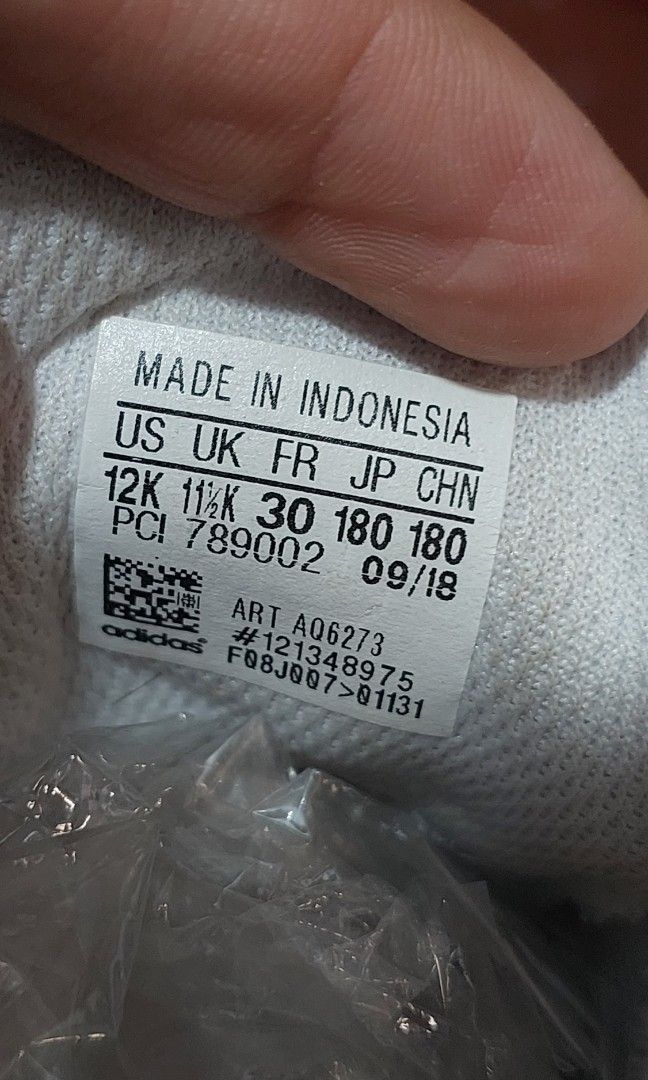 MADE IN INDONESIA
US UK FR JP CHN
12K 11½K 30 180 180
PCI 789002 09/18
ART AQ6273
#121348975
adidas
F08J007>01131